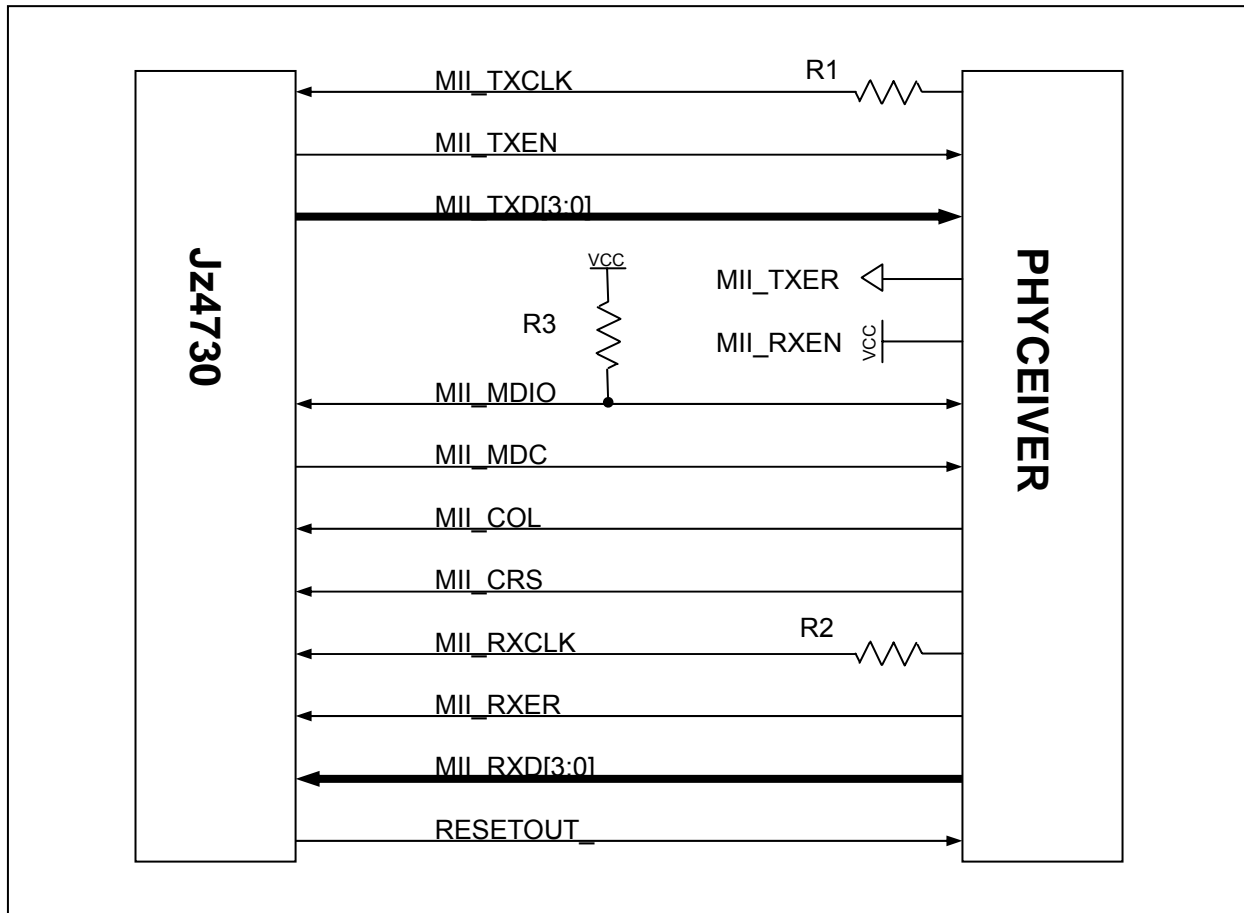 R1
MII_TXCLK
MII_TXEN
MII_TXD[3:0]
Jz4730
VCC
MII_TXER
PHYCEIVER
R3
MII_RXEN
VCC
MII_MDIO
MII_MDC
MII_COL
MII_CRS
R2
MII_RXCLK
MII_RXER
MII_RXD[3:0]
RESETOUT_